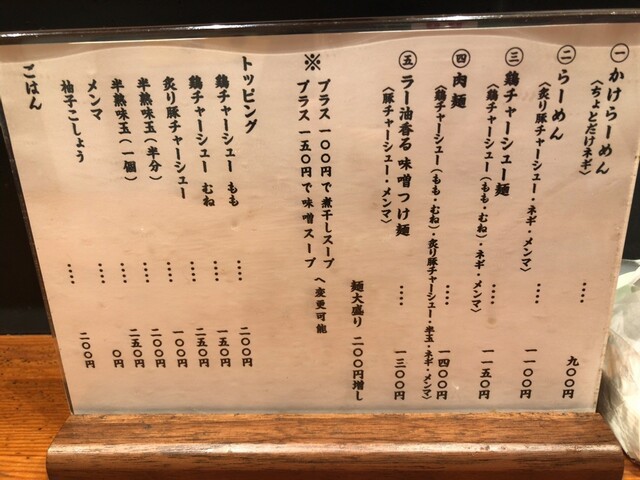 ㊀ かけらーめん ‥‥ 九〇〇円
〈ちょとだけネギ〉
㊁ らーめん ‥‥ 一一〇〇円
〈炙り豚チャーシュー・ネギ・メンマ〉
㊂ 鶏チャーシュー麺 ‥‥ 一一五〇円
〈鶏チャーシュー(もも・むね)・ネギ・メンマ〉
㊃ 肉麺 ‥‥ 一四〇〇円
〈鶏チャーシュー(もも・むね)・炙り豚チャーシュー・半玉・ネギ・メンマ〉
㊄ ラー油香る味噌つけ麺 ‥‥ 一三〇〇円
〈豚チャーシュー・メンマ〉
麺大盛り 二〇〇円増し
※ プラス一〇〇円で煮干しスープ
プラス一五〇円で味噌スープ へ変更可能
トッピング
鶏チャーシュー もも ‥‥ 二〇〇円
鶏チャーシュー むね ‥‥ 一五〇円
炙り豚チャーシュー ‥‥ 二五〇円
半熟味玉(半分) ‥‥ 一〇〇円
半熟味玉(一個) ‥‥
メンマ ‥‥ 二五〇円
柚子こしょう ‥‥ 〇円
ごはん ‥‥ 二〇〇円